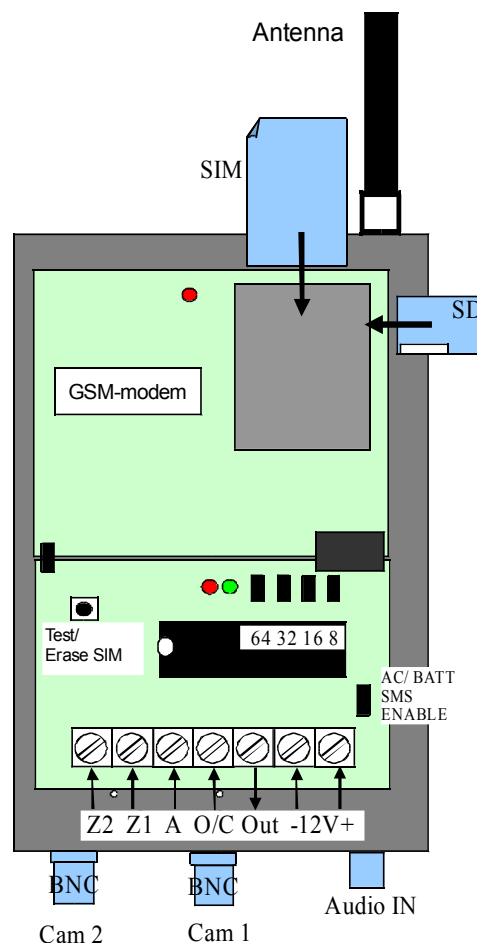 Antenna
SIM
SD
GSM-modem
Test/
Erase SIM
64 32 16 8
AC/ BATT
SMS
ENABLE
Z2 Z1 A O/C Out -12V+
BNC BNC
Audio IN
Cam 2 Cam 1